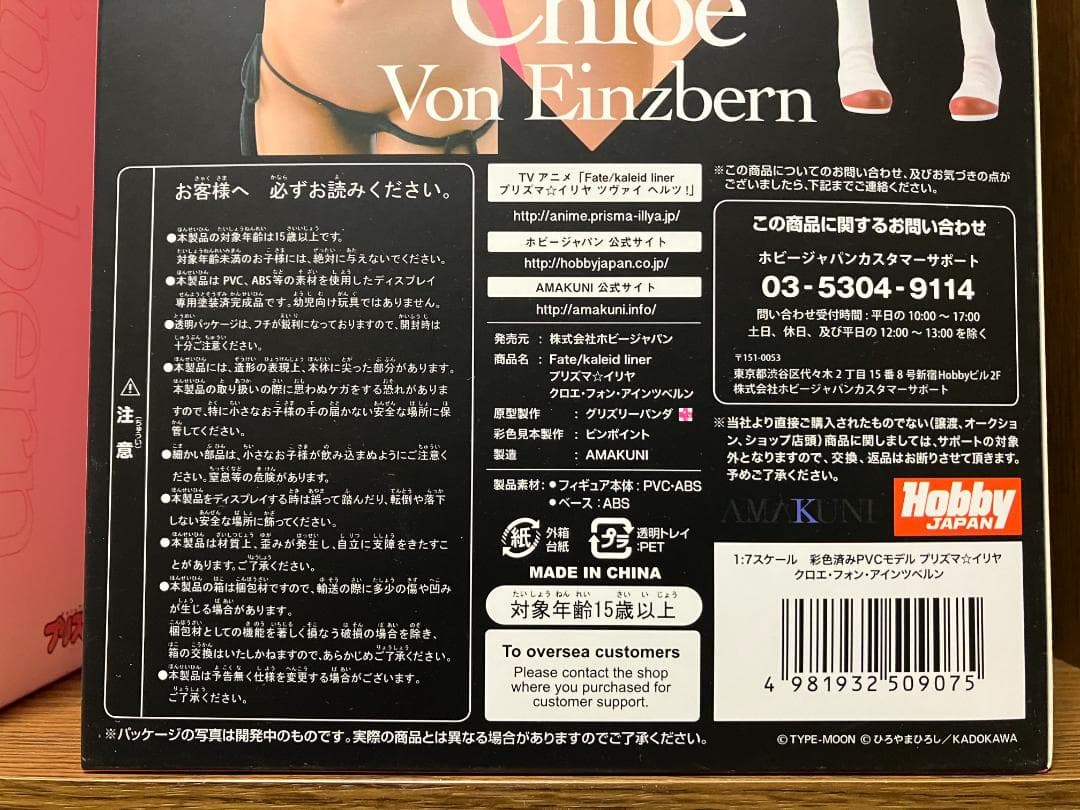 Chloe
Von Einzbern
お客様へ 必ずお読みください。
注意
●本製品の対象年齢は15歳以上です。
対象年齢未満のお子様には、絶対に与えないでください。
●本製品は PVC、ABS等の素材を使用したディスプレイ
専用塗装済完成品です。幼児向け玩具ではありません。
●透明パッケージは、フチが鋭利になっておりますので、開封時は
十分ご注意ください。
●本製品には、造形の表現上、本体に尖った部分があります。
本製品の取り扱いの際に思わぬケガをする恐れがありま
すので、特に小さなお子様の手の届かない安全な場所に保
管してください。
●細かい部品は、小さなお子様が飲み込まぬようにご注意く
ださい。窒息等の危険があります。
●本製品をディスプレイする時は誤って踏んだり、転倒や落下
しない安全な場所に飾ってください。
●本製品は材質上、歪みが発生し、自立に支障をきたすこ
とがあります。ご了承ください。
●本製品の箱は梱包材ですので、輸送の際に多少の傷や凹み
が生じる場合があります。
梱包材としての機能を著しく損なう破損の場合を除き、
箱の交換はいたしかねますので、あらかじめご了承ください。
●本製品は予告無く仕様を変更する場合がございます。
ご了承ください。
TV アニメ「Fate/kaleid liner
プリズマ☆イリヤ ツヴァイ ヘルツ!」
http://anime.prisma-illya.jp/
ホビージャパン 公式サイト
http://hobbyjapan.co.jp/
AMAKUNI 公式サイト
http://amakuni.info/
発売元 : 株式会社ホビージャパン
商品名 : Fate/kaleid liner
プリズマ☆イリヤ
クロエ・フォン・アインツベルン
原型製作 : グリズリーパンダ
彩色見本製作 : ピンポイント
製造 : AMAKUNI
製品素材: ●フィギュア本体 : PVC・ABS
●ベース : ABS
紙 外箱
台紙
プラ 透明トレイ
:PET
MADE IN CHINA
対象年齢15歳以上
To oversea customers
Please contact the shop
where you purchased for
customer support.
※この商品についてのお問い合わせ、及びお気づきの点が
ございましたら、下記までご連絡ください。
この商品に関するお問い合わせ
ホビージャパンカスタマーサポート
03-5304-9114
問い合わせ受付時間 : 平日の10:00〜17:00
土日、休日、及び平日の12:00〜13:00を除く
〒151-0053
東京都渋谷区代々木2丁目15番8号新宿Hobbyビル2F
株式会社ホビージャパンカスタマーサポート
※当社より直接ご購入されたものでない(譲渡、オークショ
ン、ショップ店頭)商品に関しましては、サポートの対象
外となりますので、交換、返品はお断りさせて頂きます。
予めご了承ください。
AMAKUNI
Hobby
JAPAN
1:7スケール 彩色済みPVCモデル プリズマ☆イリヤ
クロエ・フォン・アインツベルン
4 981932 509075
※パッケージの写真は開発中のものです。実際の商品とは異なる場合がありますのでご了承ください。
©TYPE-MOON ©ひろやまひろし/KADOKAWA